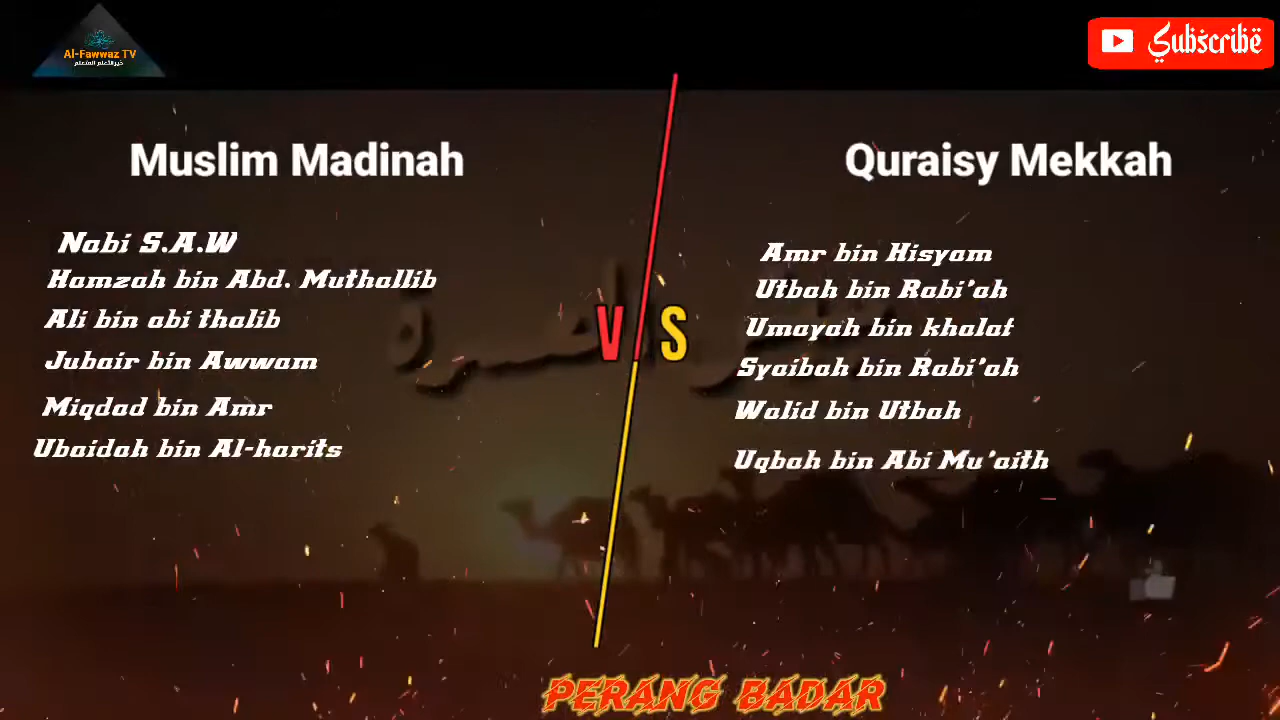 Al-Fawwaz TV
Subscribe
Muslim Madinah
Nabi S.A.W
Hamzah bin Abd. Muthallib
Ali bin abi thalib
Jubair bin Awwam
Miqdad bin Amr
Ubaidah bin Al-harits
VS
Quraisy Mekkah
Amr bin Hisyam
Utbah bin Rabi'ah
Umayah bin khalaf
Syaibah bin Rabi'ah
Walid bin Utbah
Uqbah bin Abi Mu'aith
PERANG BADAR